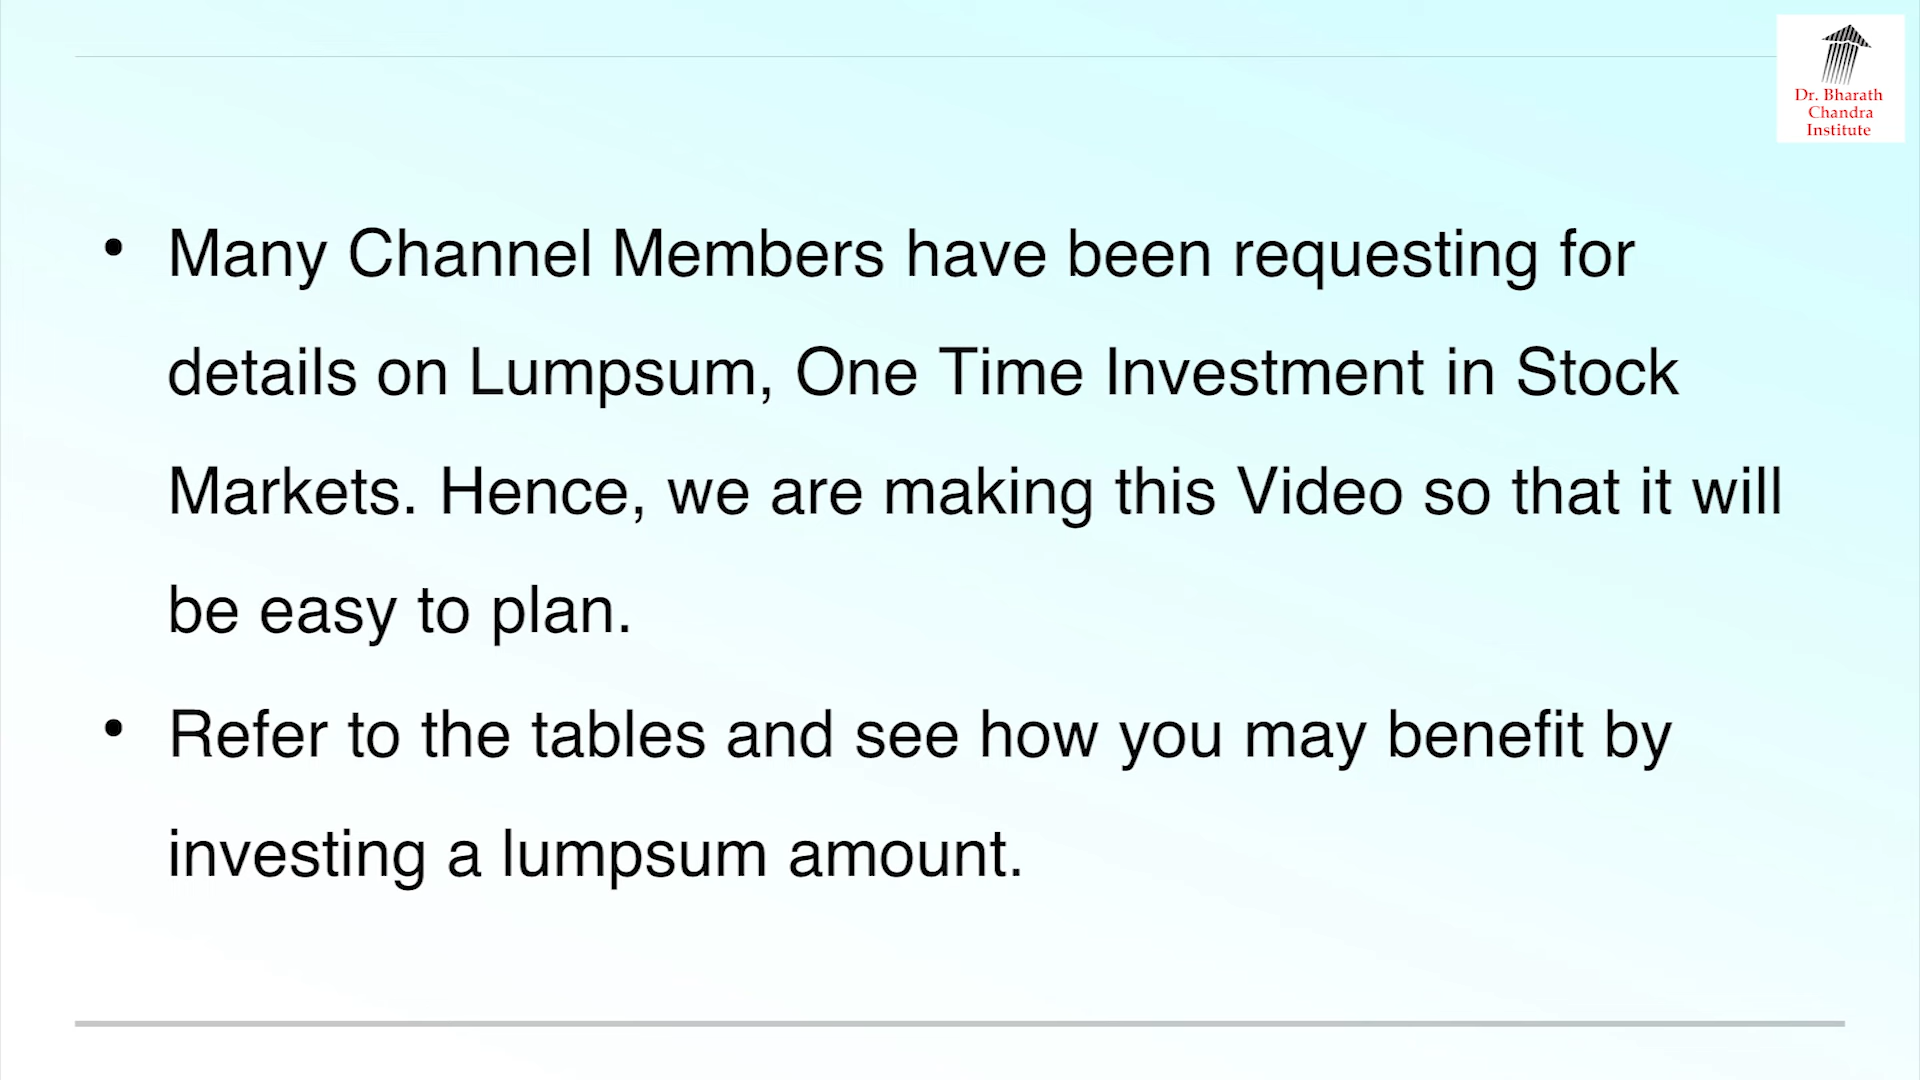 Dr. Bharath
Chandra
Institute
• Many Channel Members have been requesting for
details on Lumpsum, One Time Investment in Stock
Markets. Hence, we are making this Video so that it will
be easy to plan.
• Refer to the tables and see how you may benefit by
investing a lumpsum amount.